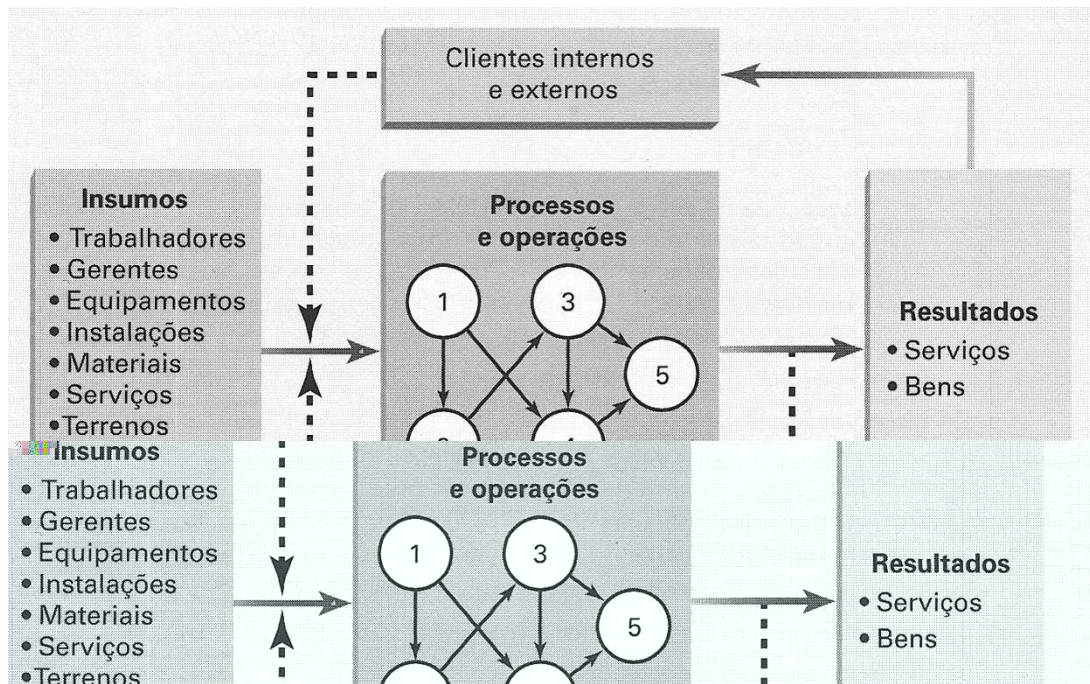 Clientes internos
e externos
Insumos
• Trabalhadores
• Gerentes
• Equipamentos
• Instalações
• Materiais
• Serviços
• Terrenos
Processos
e operações
1
3
5
Resultados
• Serviços
• Bens
Insumos
• Trabalhadores
• Gerentes
• Equipamentos
• Instalações
• Materiais
• Serviços
• Terrenos
Processos
e operações
1
3
5
Resultados
• Serviços
• Bens